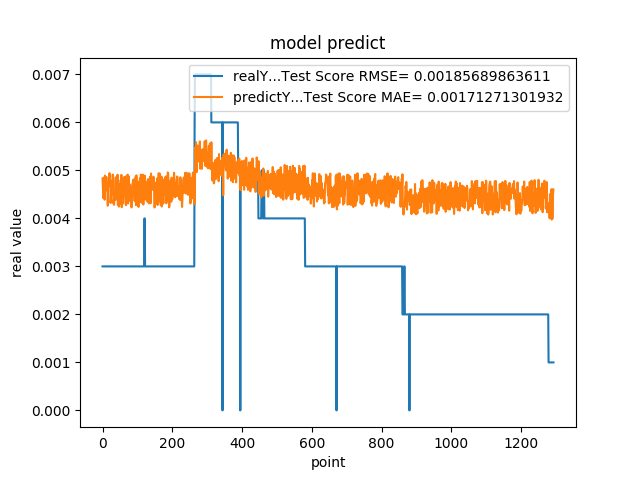 model predict
realY...Test Score RMSE= 0.00185689863611
predictY...Test Score MAE= 0.00171271301932
0.007
0.006
0.005
0.004
0.003
0.002
0.001
0.000
real value
0 200 400 600 800 1000 1200
point